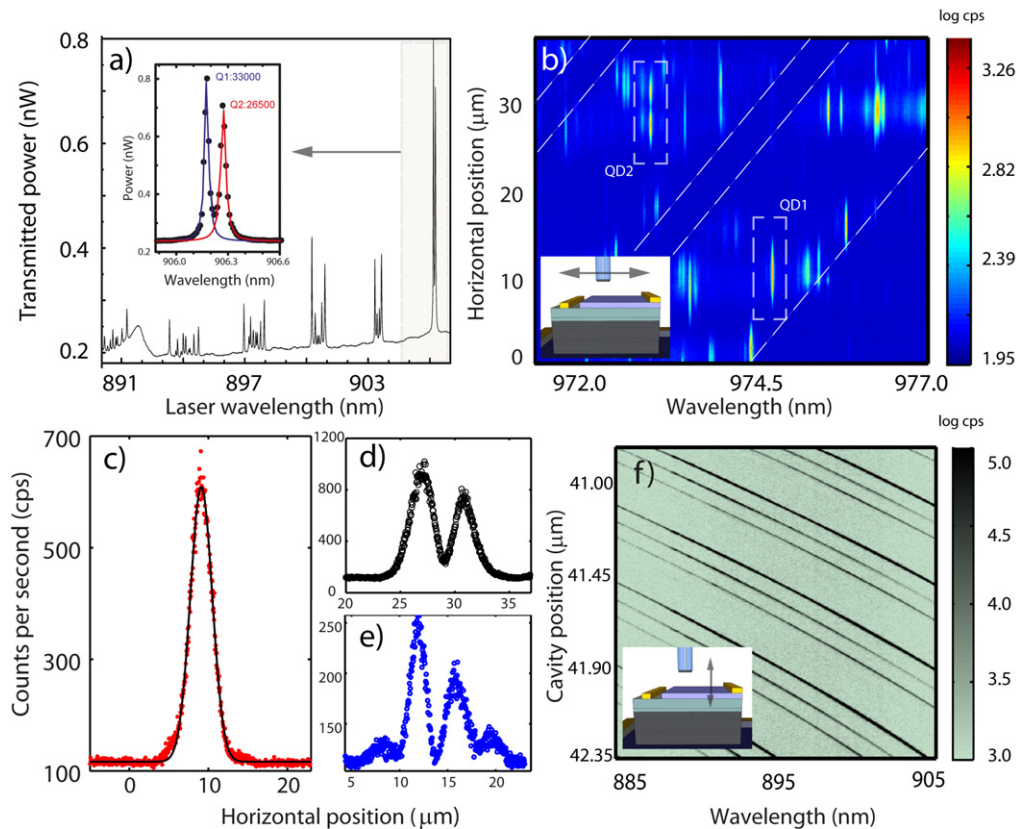 a)
Transmitted power (nW)
0.8
0.6
0.4
0.2
891
897
903
Laser wavelength (nm)
Q1:33000
Q2:26500
Power (nW)
0.8
0.6
0.4
0.2
906.0
906.3
906.6
Wavelength (nm)
b)
Horizontal position (μm)
30
20
10
0
972.0
974.5
977.0
Wavelength (nm)
QD2
QD1
log cps
3.26
2.82
2.39
1.95
c)
Counts per second (cps)
700
500
300
100
0
10
20
d)
1200
800
400
0
20
25
30
35
e)
250
200
150
5
10
15
20
Horizontal position (μm)
f)
Cavity position (μm)
41.00
41.45
41.90
42.35
885
895
905
Wavelength (nm)
log cps
5.0
4.5
4.0
3.5
3.0